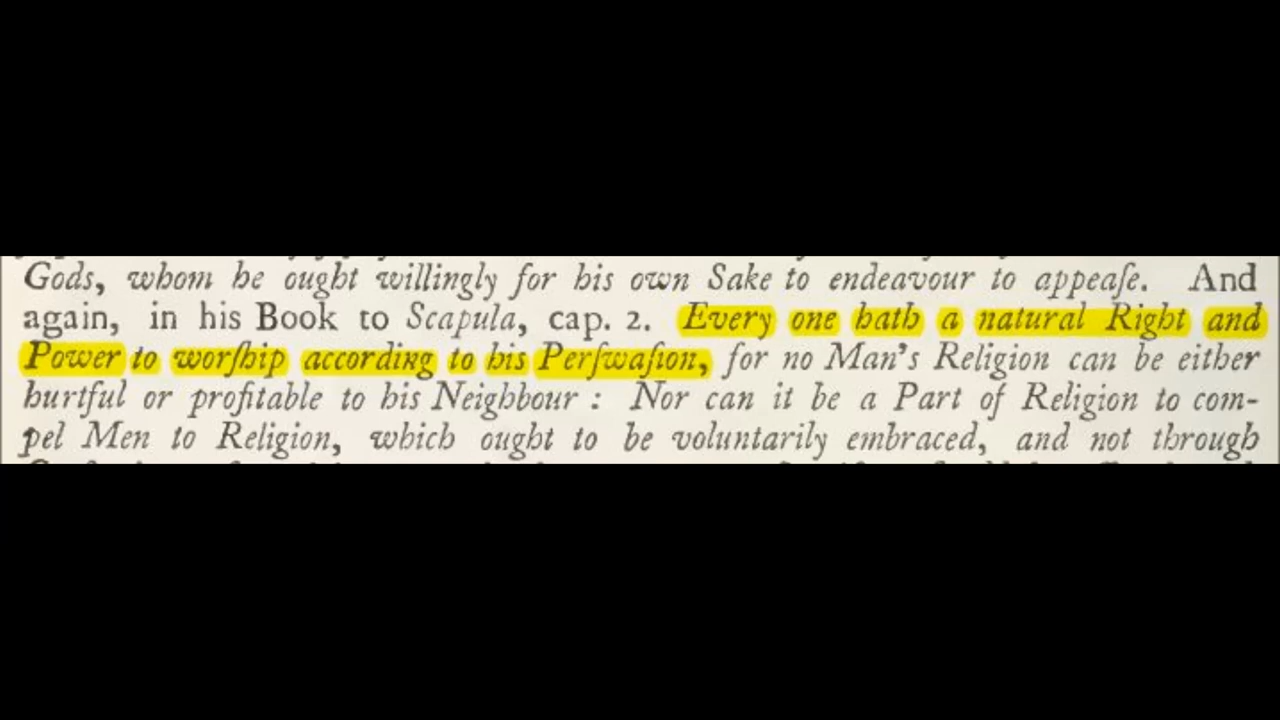 Gods, whom he ought willingly for his own Sake to endeavour to appeaſe. And
again, in his Book to Scapula, cap. 2. Every one hath a natural Right and
Power to worſhip according to his Perſwaſion, for no Man's Religion can be either
hurtful or profitable to his Neighbour : Nor can it be a Part of Religion to com-
pel Men to Religion, which ought to be voluntarily embraced, and not through